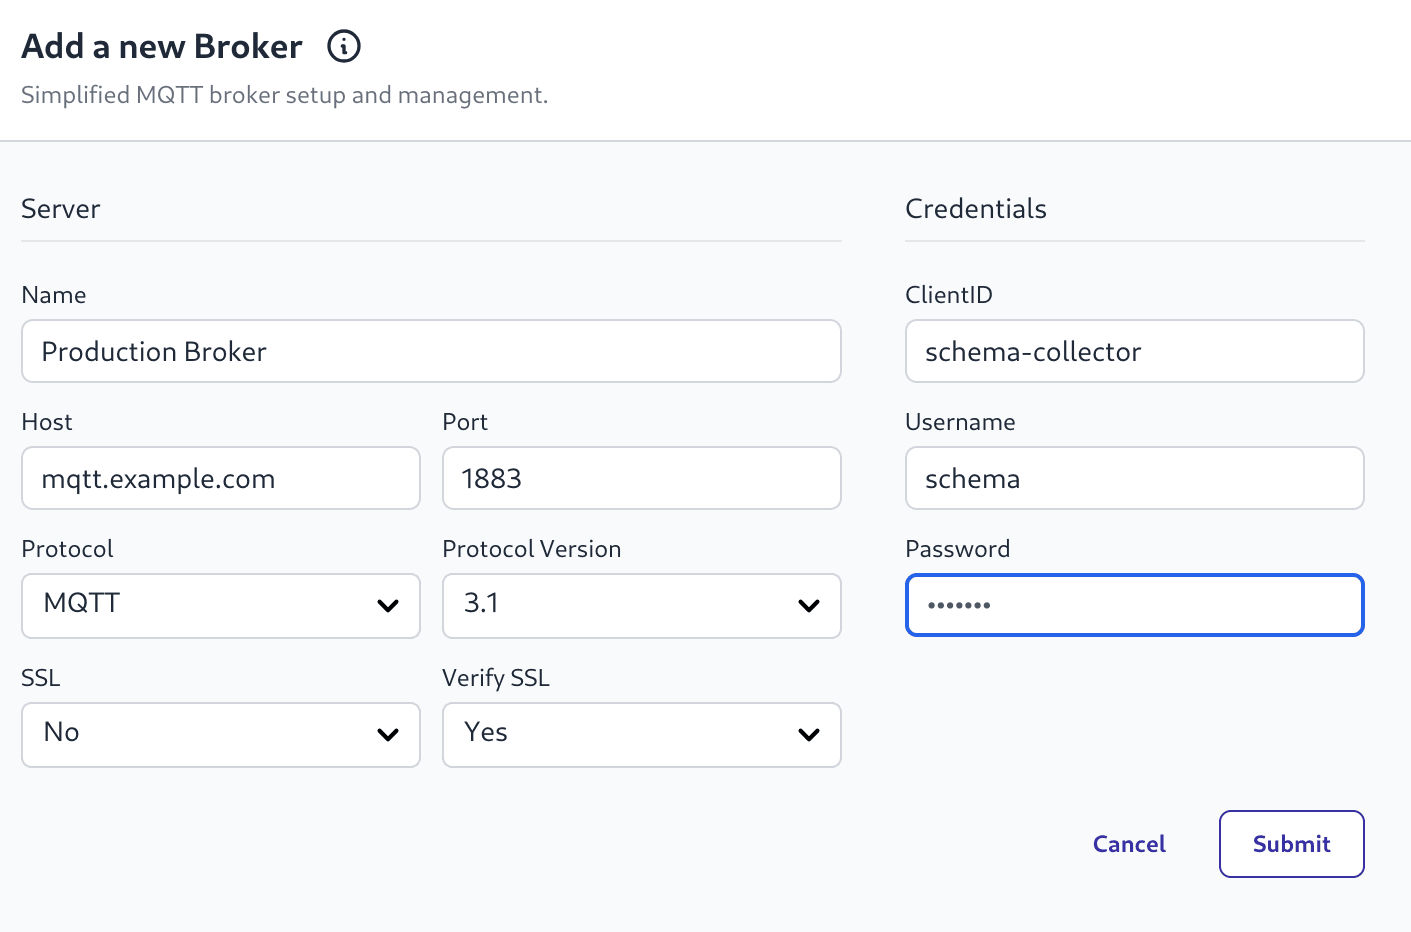 Add a new Broker
Simplified MQTT broker setup and management.
Server
Name
Production Broker
Host
mqtt.example.com
Port
1883
Protocol
MQTT
Protocol Version
3.1
SSL
No
Verify SSL
Yes
Credentials
ClientID
schema-collector
Username
schema
Password
•••••••
Cancel
Submit